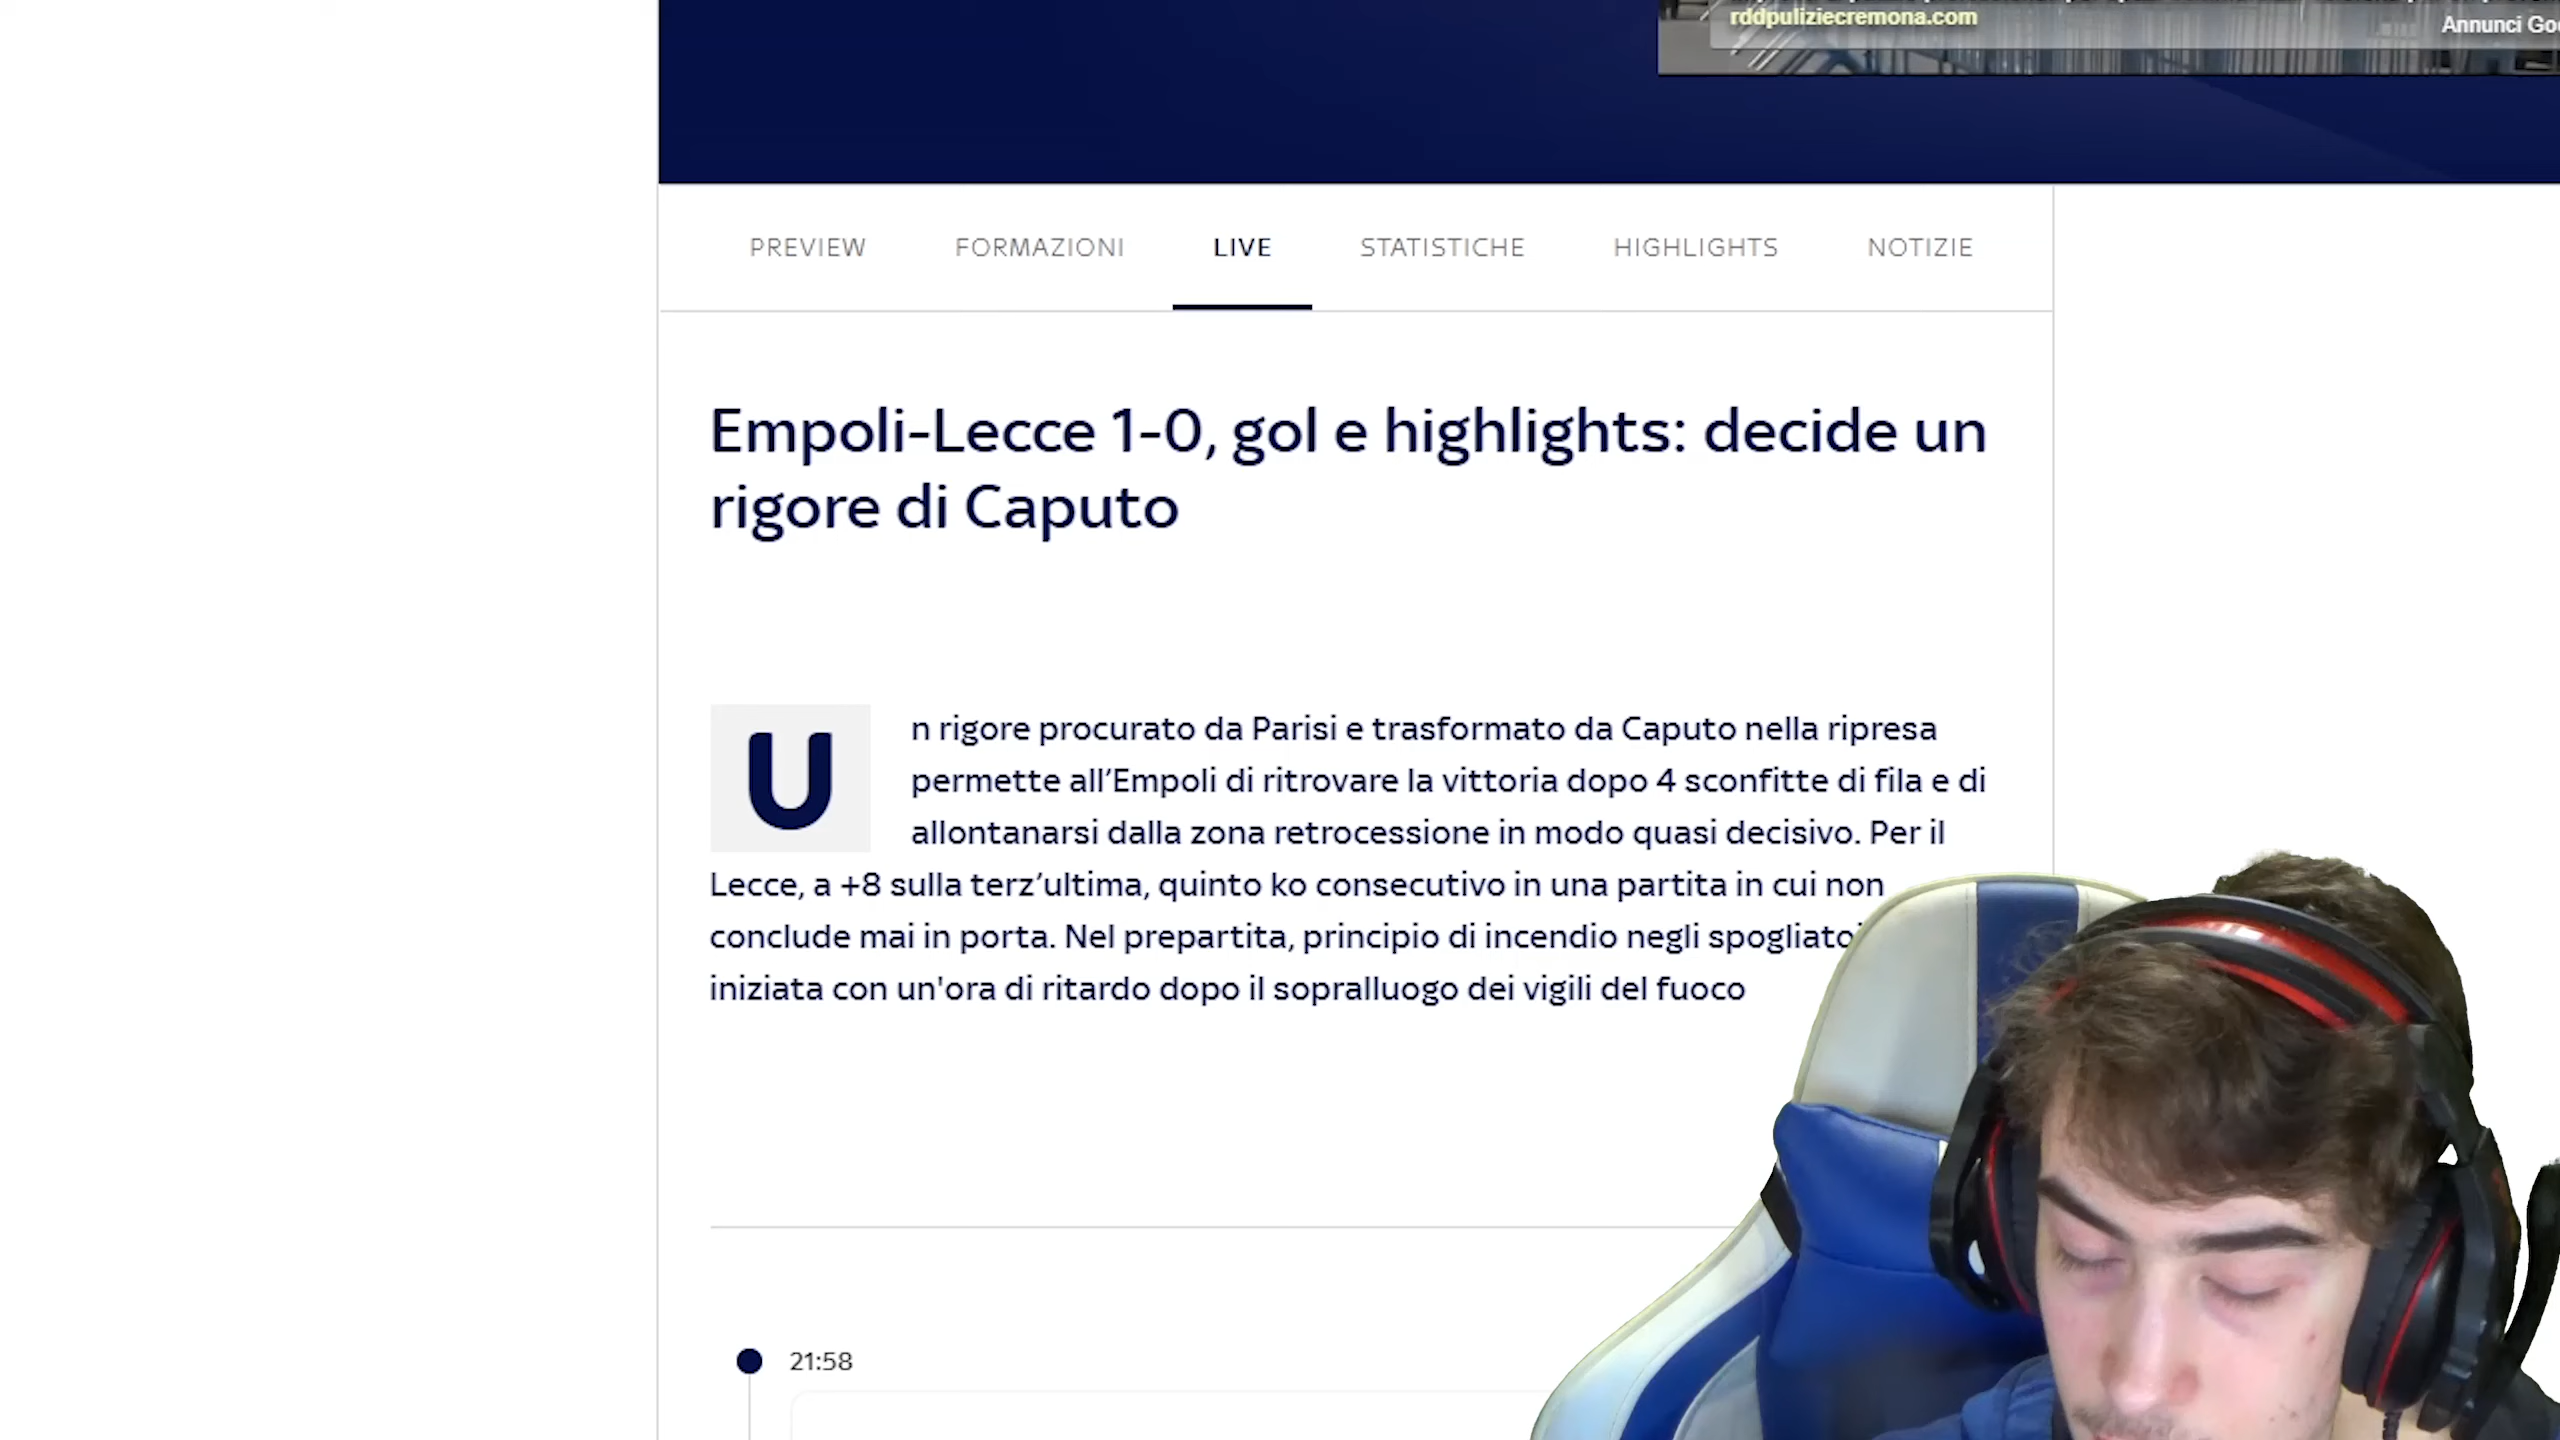 rddpuliziecremona.com
Annunci Goo
PREVIEW FORMAZIONI LIVE STATISTICHE HIGHLIGHTS NOTIZIE
Empoli-Lecce 1-0, gol e highlights: decide un
rigore di Caputo
Un rigore procurato da Parisi e trasformato da Caputo nella ripresa
permette all’Empoli di ritrovare la vittoria dopo 4 sconfitte di fila e di
allontanarsi dalla zona retrocessione in modo quasi decisivo. Per il
Lecce, a +8 sulla terz’ultima, quinto ko consecutivo in una partita in cui non
conclude mai in porta. Nel prepartita, principio di incendio negli spogliatoi
iniziata con un'ora di ritardo dopo il sopralluogo dei vigili del fuoco
21:58